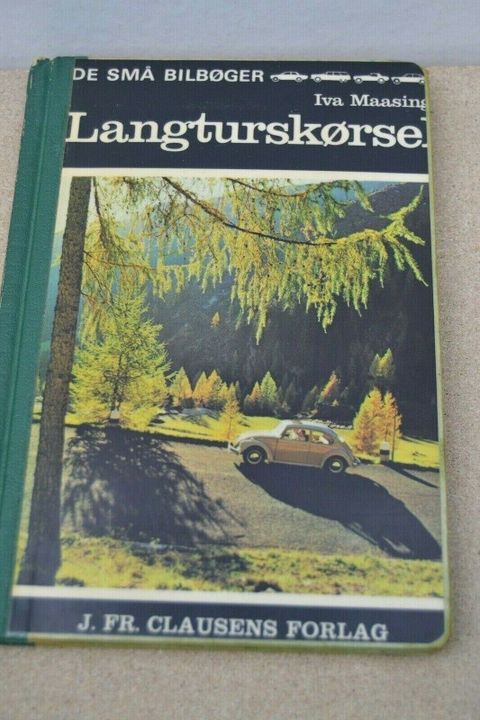 DE SMÅ BILBØGER
Iva Maasing
Langturskørsel
J. FR. CLAUSENS FORLAG